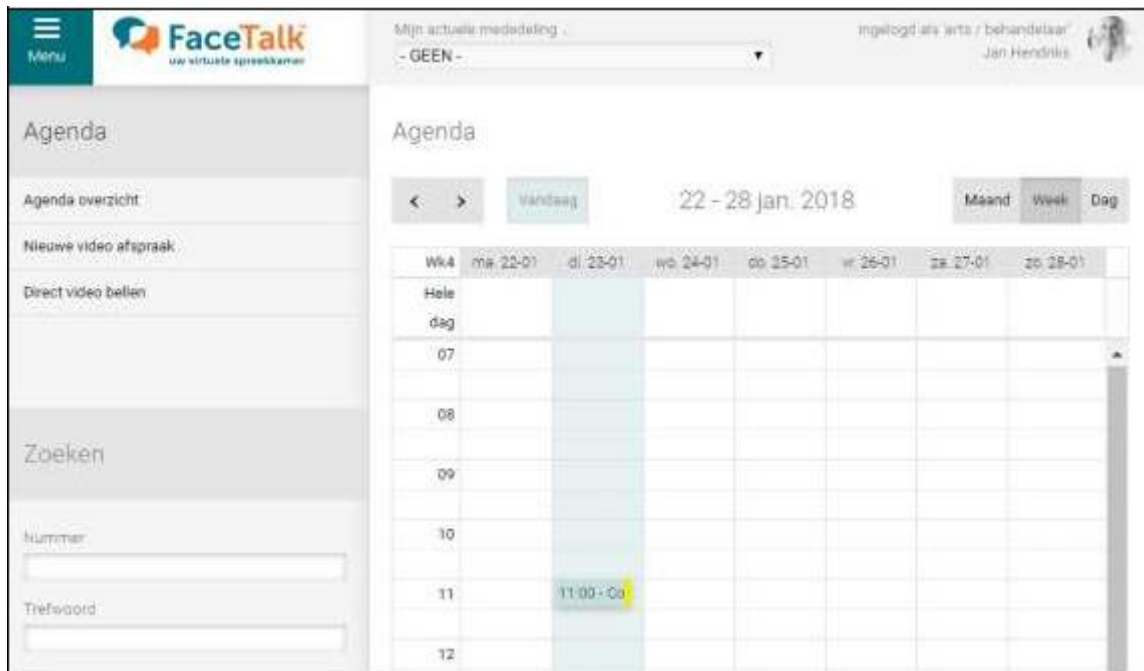 Menu
FaceTalk
uw virtuele spreekkamer
Mijn actuele mededeling ..
- GEEN -
ingelogd als 'arts / behandelaar'
Jan Hendriks
Agenda
Agenda overzicht
Nieuwe video afspraak
Direct video bellen
Zoeken
Nummer
Trefwoord
Agenda
< >
Vandaag
22 - 28 jan. 2018
Maand Week Dag
Wk4 ma. 22-01 di. 23-01 wo. 24-01 do. 25-01 vr. 26-01 za. 27-01 zo. 28-01
Hele
dag
07
08
09
10
11 11:00 - Co
12